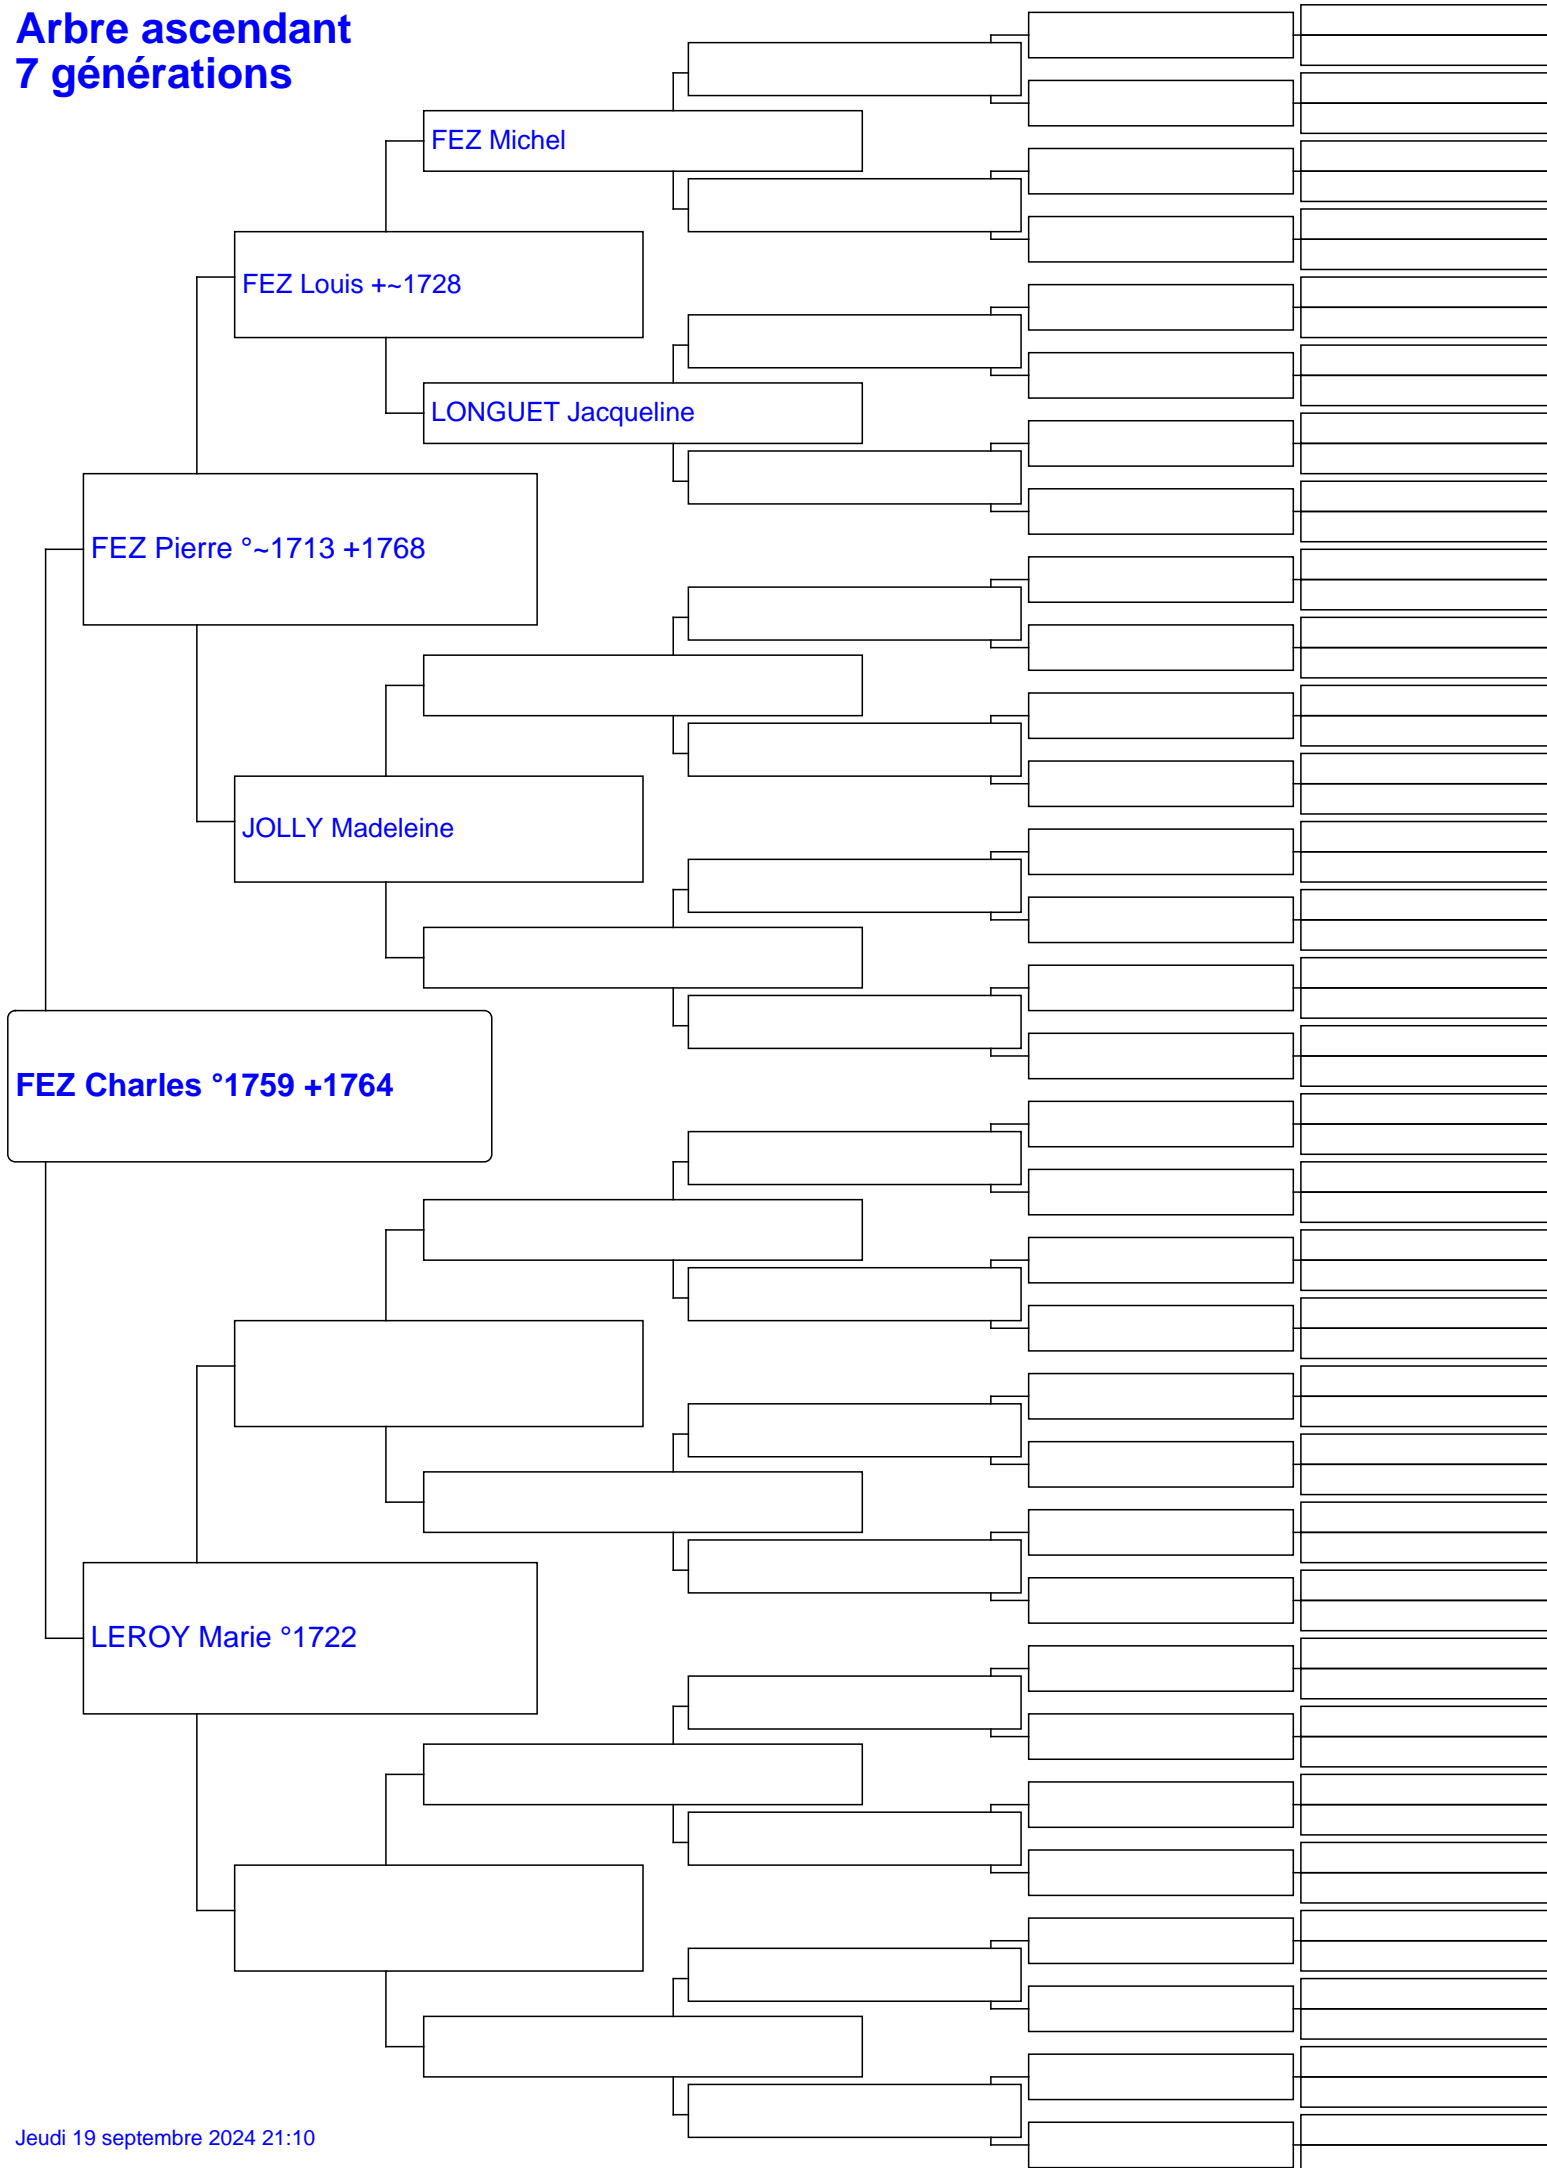 Arbre ascendant
7 générations
FEZ Michel
FEZ Louis +~1728
LONGUET Jacqueline
FEZ Pierre °~1713 +1768
JOLLY Madeleine
FEZ Charles °1759 +1764
LEROY Marie °1722
Jeudi 19 septembre 2024 21:10